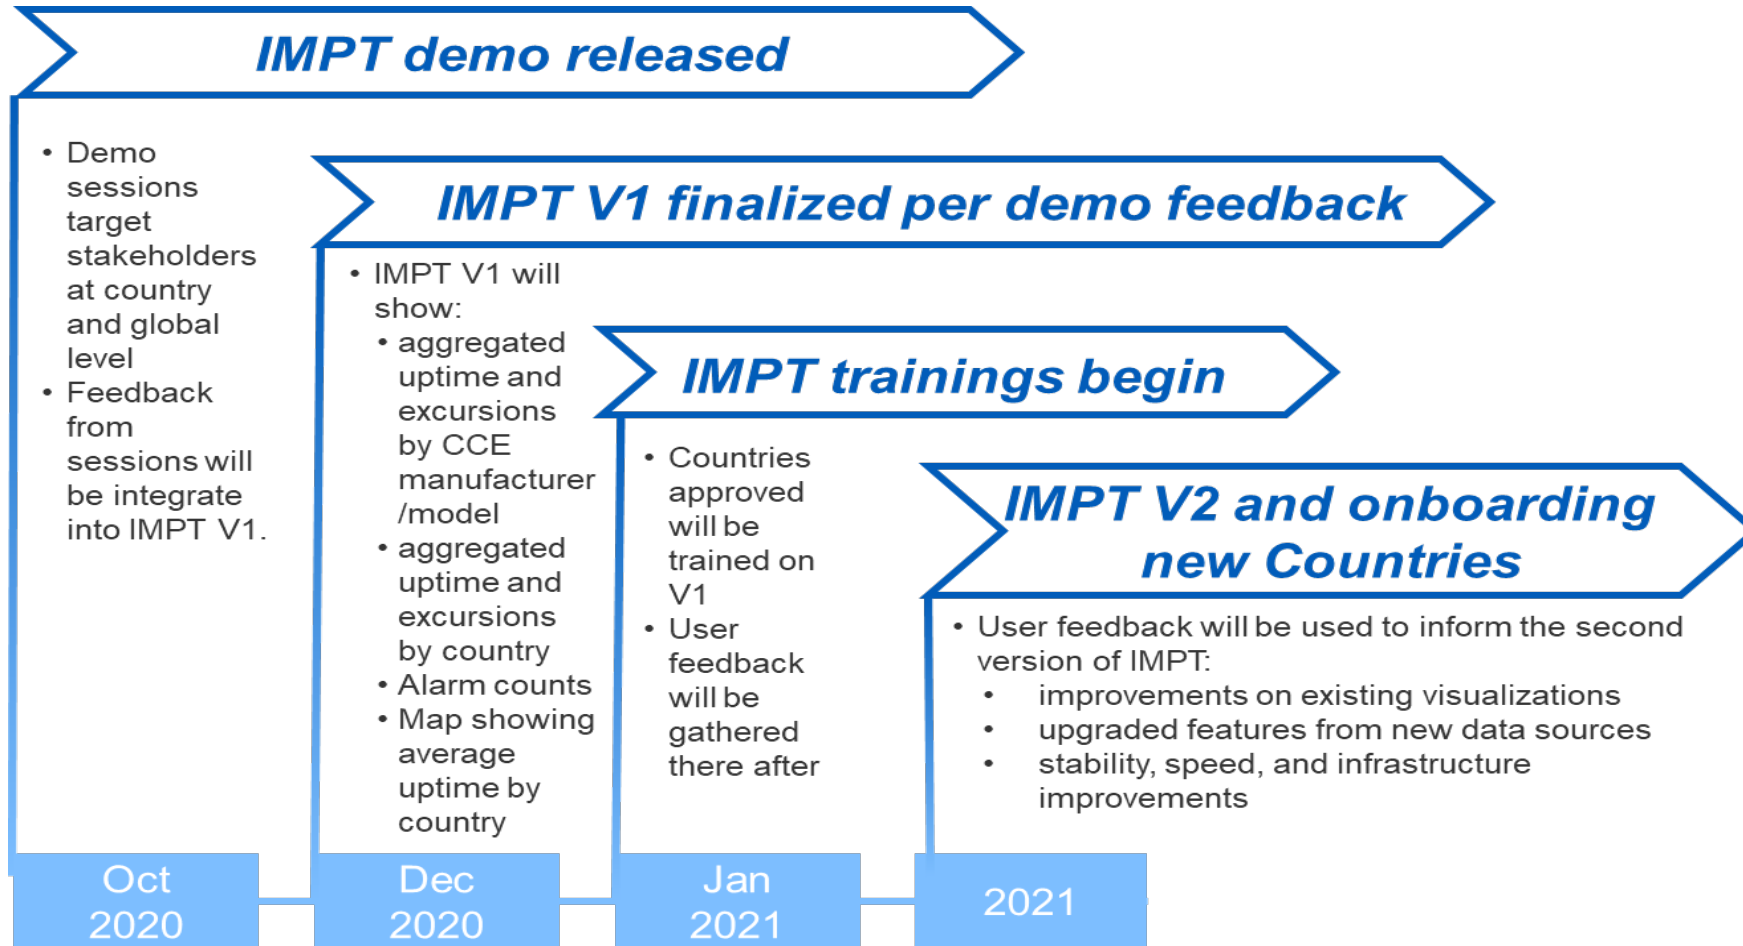 IMPT demo released
• Demo
sessions
target
stakeholders
at country
and global
level
• Feedback
from
sessions will
be integrate
into IMPT V1.
IMPT V1 finalized per demo feedback
• IMPT V1 will
show:
• aggregated
uptime and
excursions
by CCE
manufacturer
/model
• aggregated
uptime and
excursions
by country
• Alarm counts
• Map showing
average
uptime by
country
IMPT trainings begin
• Countries
approved
will be
trained on
V1
• User
feedback
will be
gathered
there after
IMPT V2 and onboarding
new Countries
• User feedback will be used to inform the second
version of IMPT:
• improvements on existing visualizations
• upgraded features from new data sources
• stability, speed, and infrastructure
improvements
Oct
2020
Dec
2020
Jan
2021
2021